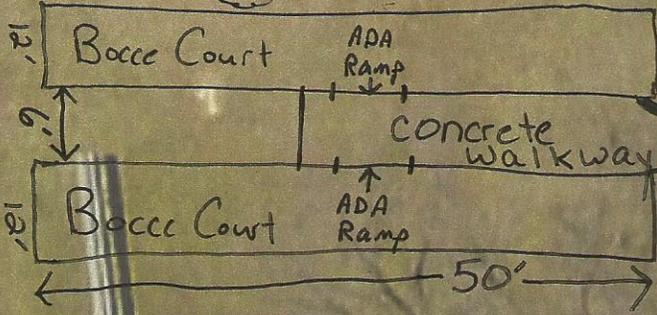 12'
Bocce Court
ADA
Ramp
6'
concrete
walkway
12'
Bocce Court
ADA
Ramp
50'